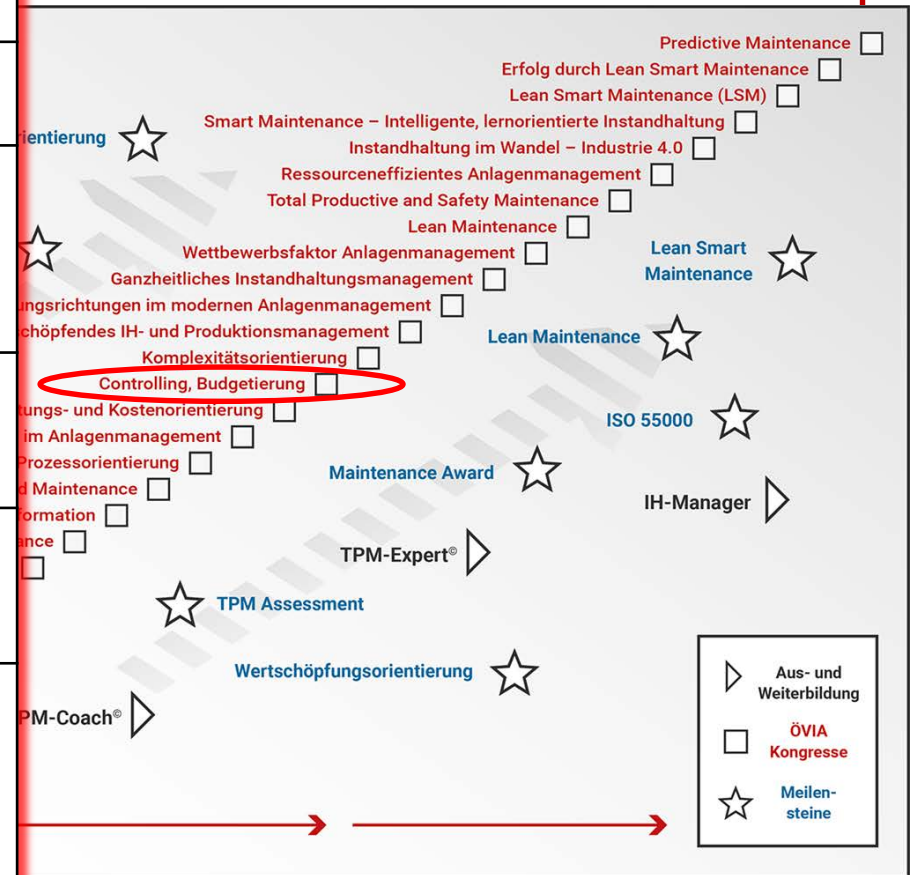 Predictive Maintenance
Erfolg durch Lean Smart Maintenance
Lean Smart Maintenance (LSM)
Smart Maintenance – Intelligente, lernorientierte Instandhaltung
ientierung
Instandhaltung im Wandel – Industrie 4.0
Ressourceneffizientes Anlagenmanagement
Total Productive and Safety Maintenance
Lean Maintenance
Wettbewerbsfaktor Anlagenmanagement
Lean Smart
Maintenance
Ganzheitliches Instandhaltungsmanagement
ungsrichtungen im modernen Anlagenmanagement
schöpfendes IH- und Produktionsmanagement
Lean Maintenance
Komplexitätsorientierung
Controlling, Budgetierung
tungs- und Kostenorientierung
ISO 55000
im Anlagenmanagement
Prozessorientierung
Maintenance Award
d Maintenance
IH-Manager
formation
ance
TPM-Expert©
TPM Assessment
Wertschöpfungsorientierung
PM-Coach©
Aus- und
Weiterbildung
ÖVIA
Kongresse
Meilen-
steine